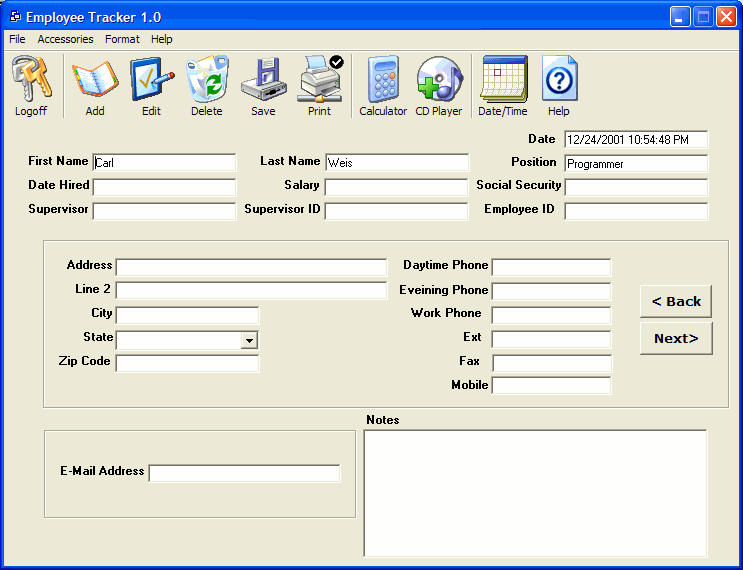 Employee Tracker 1.0
File Accessories Format Help
Logoff Add Edit Delete Save Print Calculator CD Player Date/Time Help
Date 12/24/2001 10:54:48 PM
First Name Carl Last Name Weis Position Programmer
Date Hired Salary Social Security
Supervisor Supervisor ID Employee ID
Address Daytime Phone
Line 2 Eveining Phone
< Back
City Work Phone
State Ext
Next>
Zip Code Fax
Mobile
Notes
E-Mail Address